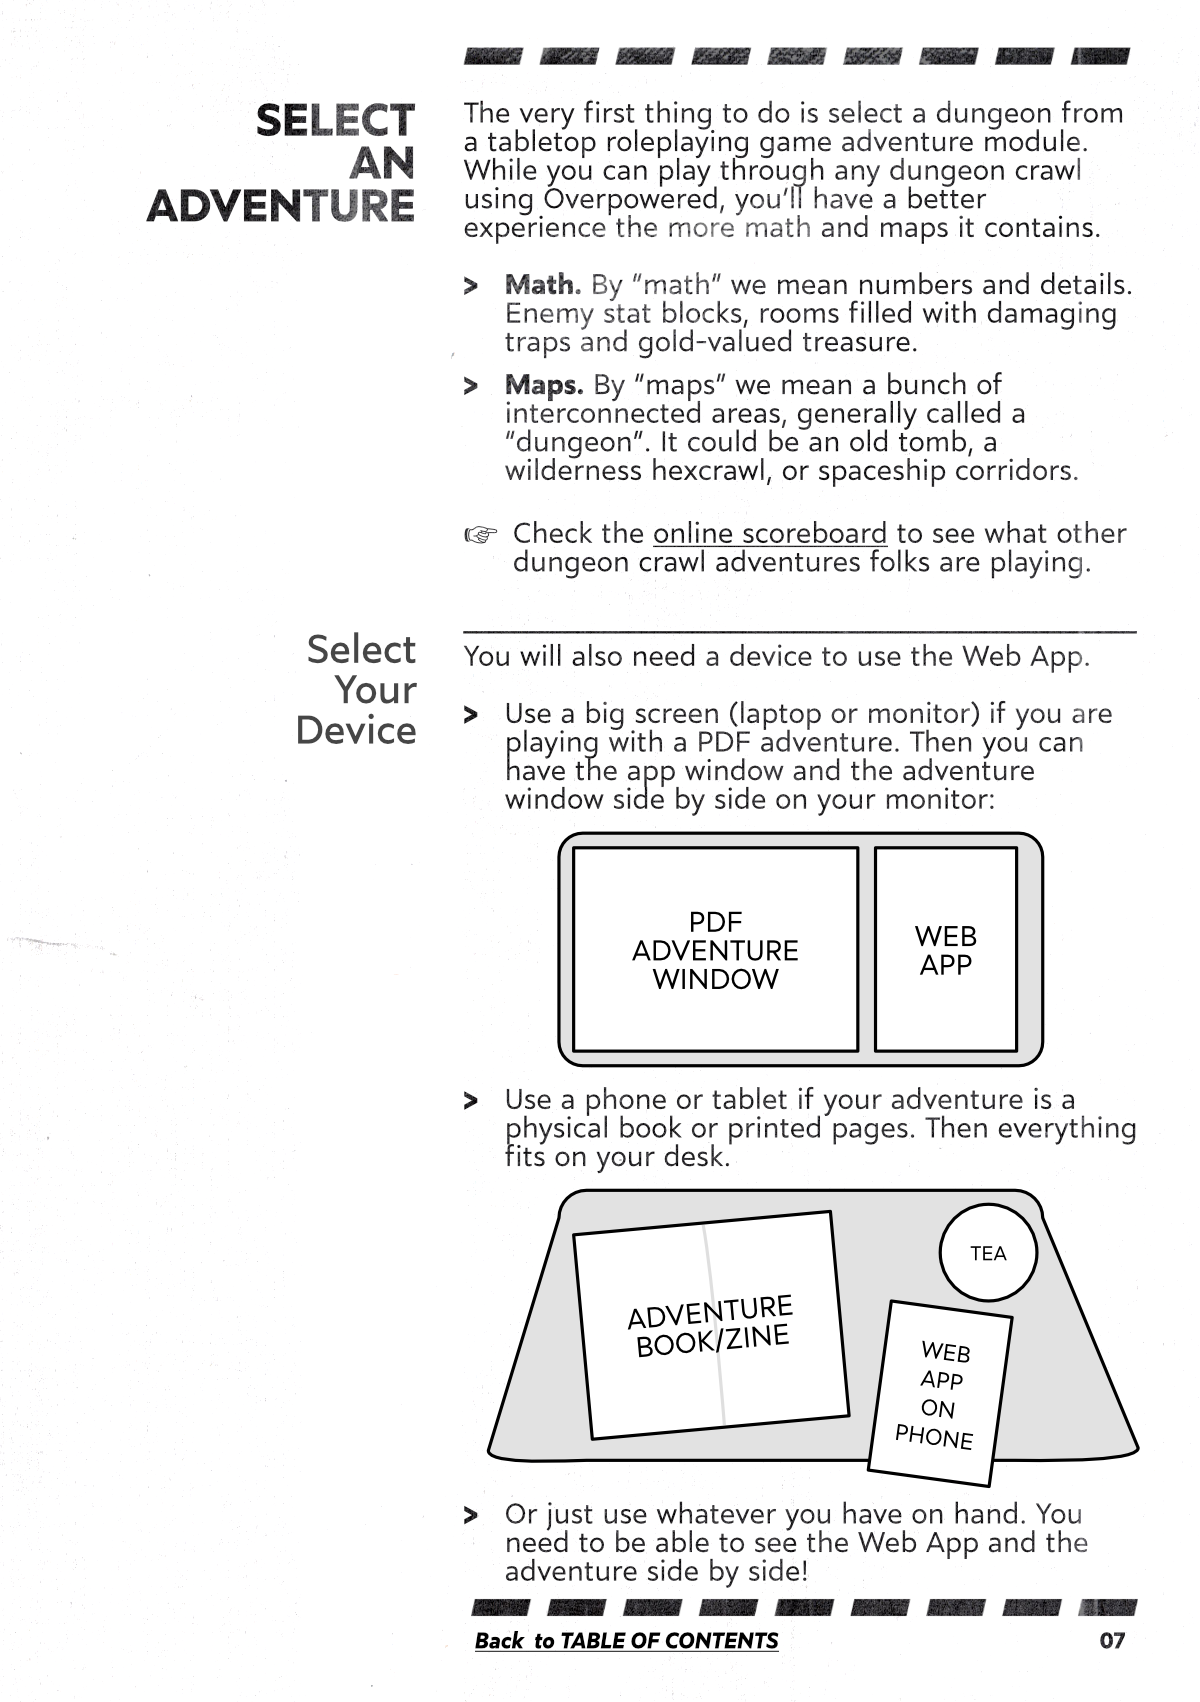 SELECT
AN
ADVENTURE
The very first thing to do is select a dungeon from
a tabletop roleplaying game adventure module.
While you can play through any dungeon crawl
using Overpowered, you'll have a better
experience the more math and maps it contains.
> Math. By "math" we mean numbers and details.
Enemy stat blocks, rooms filled with damaging
traps and gold-valued treasure.
> Maps. By "maps" we mean a bunch of
interconnected areas, generally called a
"dungeon". It could be an old tomb, a
wilderness hexcrawl, or spaceship corridors.
☞ Check the online scoreboard to see what other
dungeon crawl adventures folks are playing.
Select
Your
Device
You will also need a device to use the Web App.
> Use a big screen (laptop or monitor) if you are
playing with a PDF adventure. Then you can
have the app window and the adventure
window side by side on your monitor:
PDF
ADVENTURE
WINDOW
WEB
APP
> Use a phone or tablet if your adventure is a
physical book or printed pages. Then everything
fits on your desk.
TEA
ADVENTURE
BOOK/ZINE
WEB
APP
ON
PHONE
> Or just use whatever you have on hand. You
need to be able to see the Web App and the
adventure side by side!
Back to TABLE OF CONTENTS
07